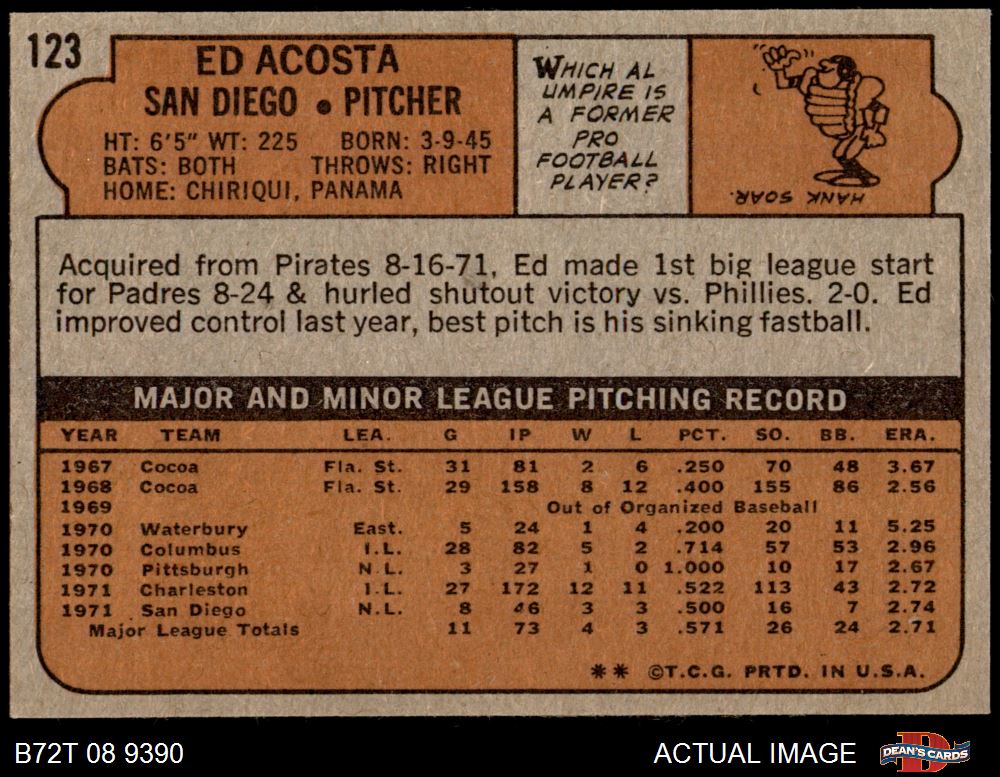 123
ED ACOSTA
SAN DIEGO • PITCHER
HT: 6'5" WT: 225 BORN: 3-9-45
BATS: BOTH THROWS: RIGHT
HOME: CHIRIQUI, PANAMA
WHICH AL
UMPIRE IS
A FORMER
PRO
FOOTBALL
PLAYER?
HANK SOAR.
Acquired from Pirates 8-16-71, Ed made 1st big league start
for Padres 8-24 & hurled shutout victory vs. Phillies. 2-0. Ed
improved control last year, best pitch is his sinking fastball.
MAJOR AND MINOR LEAGUE PITCHING RECORD
YEAR TEAM LEA. G IP W L PCT. SO. BB. ERA.
1967 Cocoa Fla. St. 31 81 2 6 .250 70 48 3.67
1968 Cocoa Fla. St. 29 158 8 12 .400 155 86 2.56
1969 Out of Organized Baseball
1970 Waterbury East. 5 24 1 4 .200 20 11 5.25
1970 Columbus I.L. 28 82 5 2 .714 57 53 2.96
1970 Pittsburgh N.L. 3 27 1 0 1.000 10 17 2.67
1971 Charleston I.L. 27 172 12 11 .522 113 43 2.72
1971 San Diego N.L. 8 46 3 3 .500 16 7 2.74
Major League Totals 11 73 4 3 .571 26 24 2.71
** ©T.C.G. PRTD. IN U.S.A.
B72T 08 9390 ACTUAL IMAGE DEAN'S CARDS